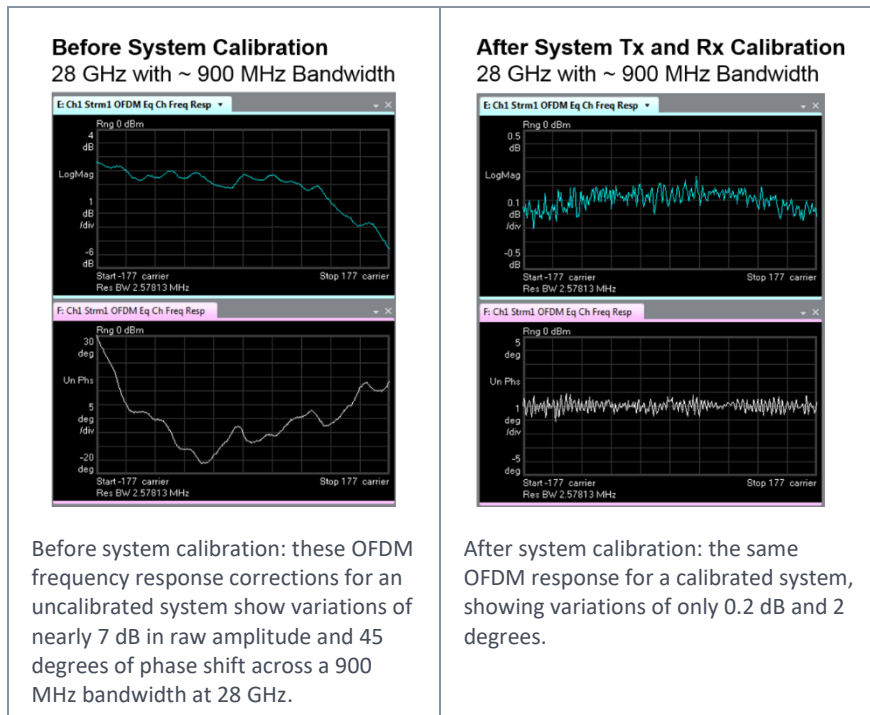 Before System Calibration
28 GHz with ~ 900 MHz Bandwidth
E: Ch1 Strm1 OFDM Eq Ch Freq Resp
Rng 0 dBm
4
dB
LogMag
1
dB
/div
-6
dB
Start -177 carrier Stop 177 carrier
Res BW 2.57813 MHz
F: Ch1 Strm1 OFDM Eq Ch Freq Resp
Rng 0 dBm
30
deg
Un Phs
5
deg
/div
-20
deg
Start -177 carrier Stop 177 carrier
Res BW 2.57813 MHz
Before system calibration: these OFDM
frequency response corrections for an
uncalibrated system show variations of
nearly 7 dB in raw amplitude and 45
degrees of phase shift across a 900
MHz bandwidth at 28 GHz.
After System Tx and Rx Calibration
28 GHz with ~ 900 MHz Bandwidth
E: Ch1 Strm1 OFDM Eq Ch Freq Resp
Rng 0 dBm
0.5
dB
LogMag
0.1
dB
/div
-0.5
dB
Start -177 carrier Stop 177 carrier
Res BW 2.57813 MHz
F: Ch1 Strm1 OFDM Eq Ch Freq Resp
Rng 0 dBm
5
deg
Un Phs
1
deg
/div
-5
deg
Start -177 carrier Stop 177 carrier
Res BW 2.57813 MHz
After system calibration: the same
OFDM response for a calibrated system,
showing variations of only 0.2 dB and 2
degrees.